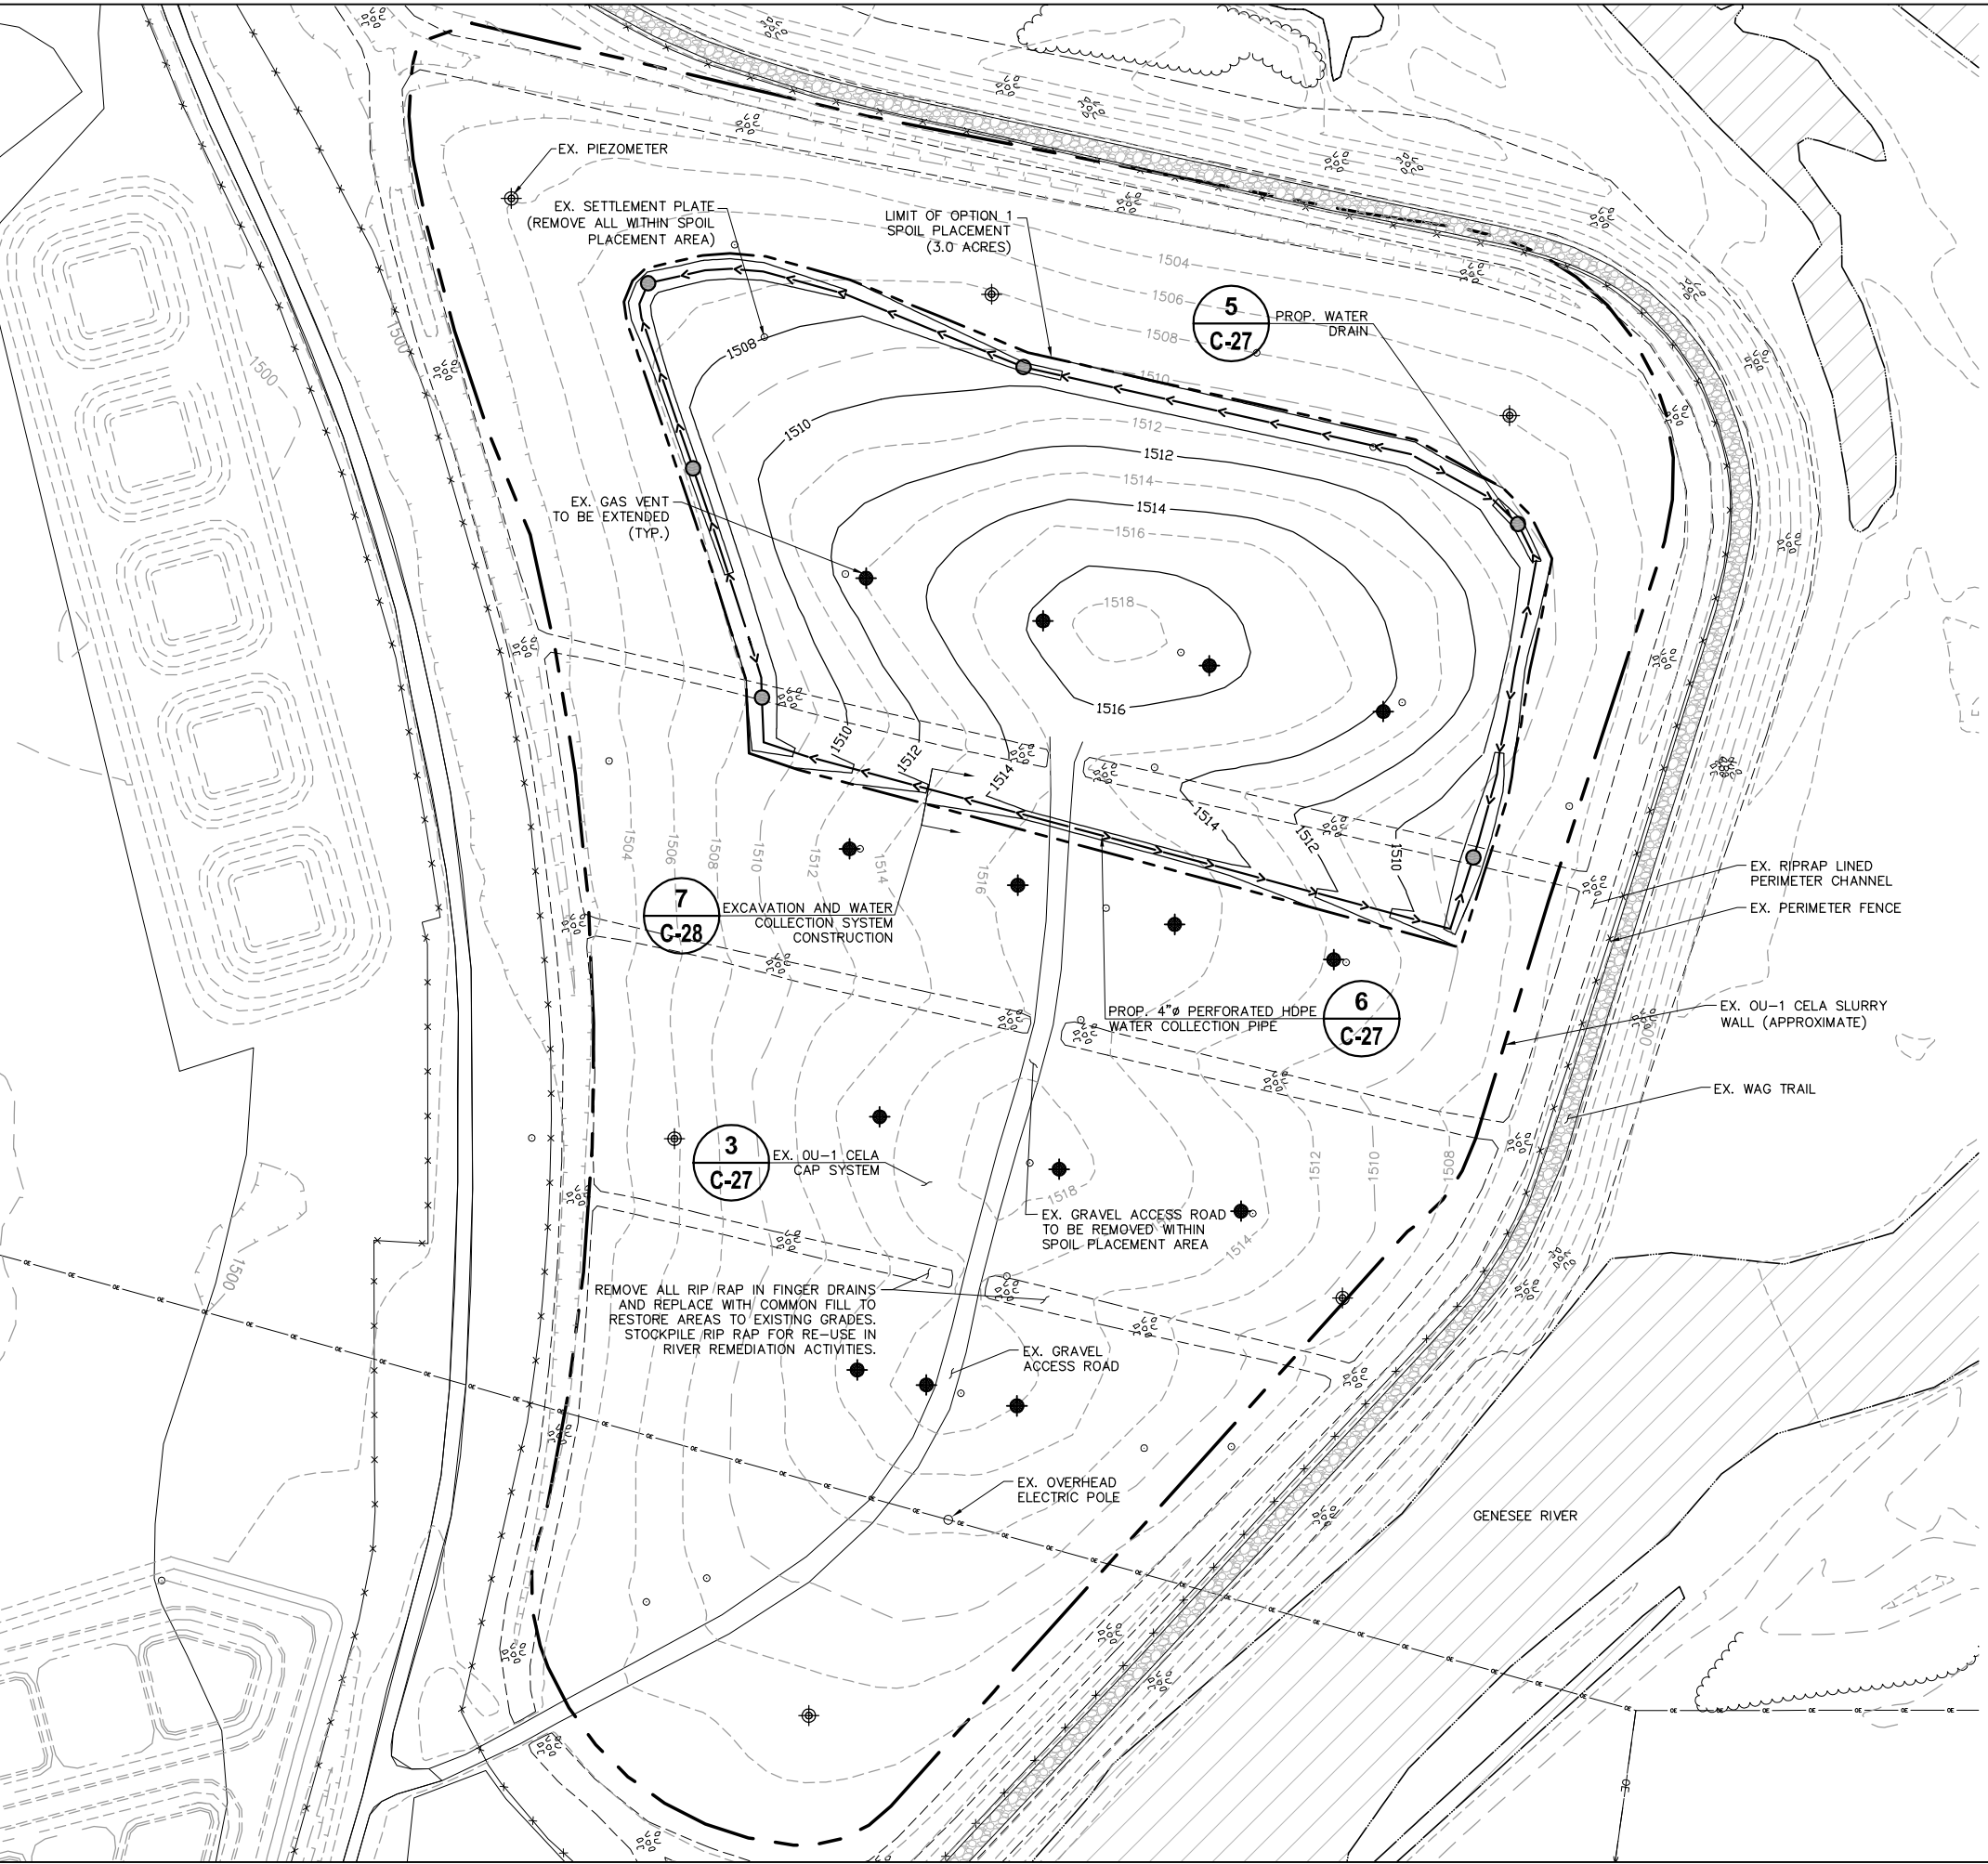 EX. PIEZOMETER
EX. SETTLEMENT PLATE
(REMOVE ALL WITHIN SPOIL
PLACEMENT AREA)
LIMIT OF OPTION 1
SPOIL PLACEMENT
(3.0 ACRES)
1504
1506
1508
1510
5
C-27
PROP. WATER
DRAIN
1500
1500
1508
1510
1512
1512
1514
1514
1516
EX. GAS VENT
TO BE EXTENDED
(TYP.)
1518
1516
1510
1512
1514
1514
1512
1510
1504
1506
1508
1510
1512
1514
1516
7
C-28
EXCAVATION AND WATER
COLLECTION SYSTEM
CONSTRUCTION
EX. RIPRAP LINED
PERIMETER CHANNEL
EX. PERIMETER FENCE
PROP. 4"ø PERFORATED HDPE
WATER COLLECTION PIPE
6
C-27
EX. OU-1 CELA SLURRY
WALL (APPROXIMATE)
1500
EX. WAG TRAIL
3
C-27
EX. OU-1 CELA
CAP SYSTEM
1518
1512
1510
1508
1514
EX. GRAVEL ACCESS ROAD
TO BE REMOVED WITHIN
SPOIL PLACEMENT AREA
1500
REMOVE ALL RIP RAP IN FINGER DRAINS
AND REPLACE WITH COMMON FILL TO
RESTORE AREAS TO EXISTING GRADES.
STOCKPILE RIP RAP FOR RE-USE IN
RIVER REMEDIATION ACTIVITIES.
EX. GRAVEL
ACCESS ROAD
EX. OVERHEAD
ELECTRIC POLE
GENESEE RIVER
OE